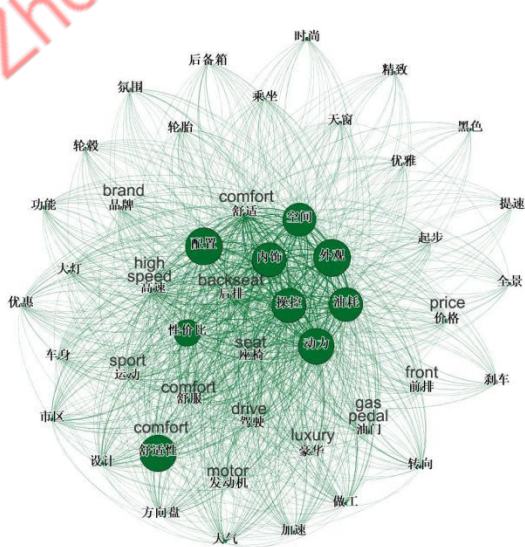 Zho
时尚
后备箱
精致
氛围
乘坐
轮胎
天窗
黑色
轮毂
优雅
brand
品牌
功能
comfort
舒适
空间
提速
起步
配置
内饰
外观
大灯
high
speed
高速
backseat
后排
全景
优惠
操控
油耗
price
价格
性价比
车身
seat
座椅
动力
sport
运动
front
前排
刹车
comfort
舒服
市区
drive
驾驶
gas
pedal
油门
comfort
舒适性
luxury
豪华
设计
motor
发动机
转向
做工
方向盘
大气
加速